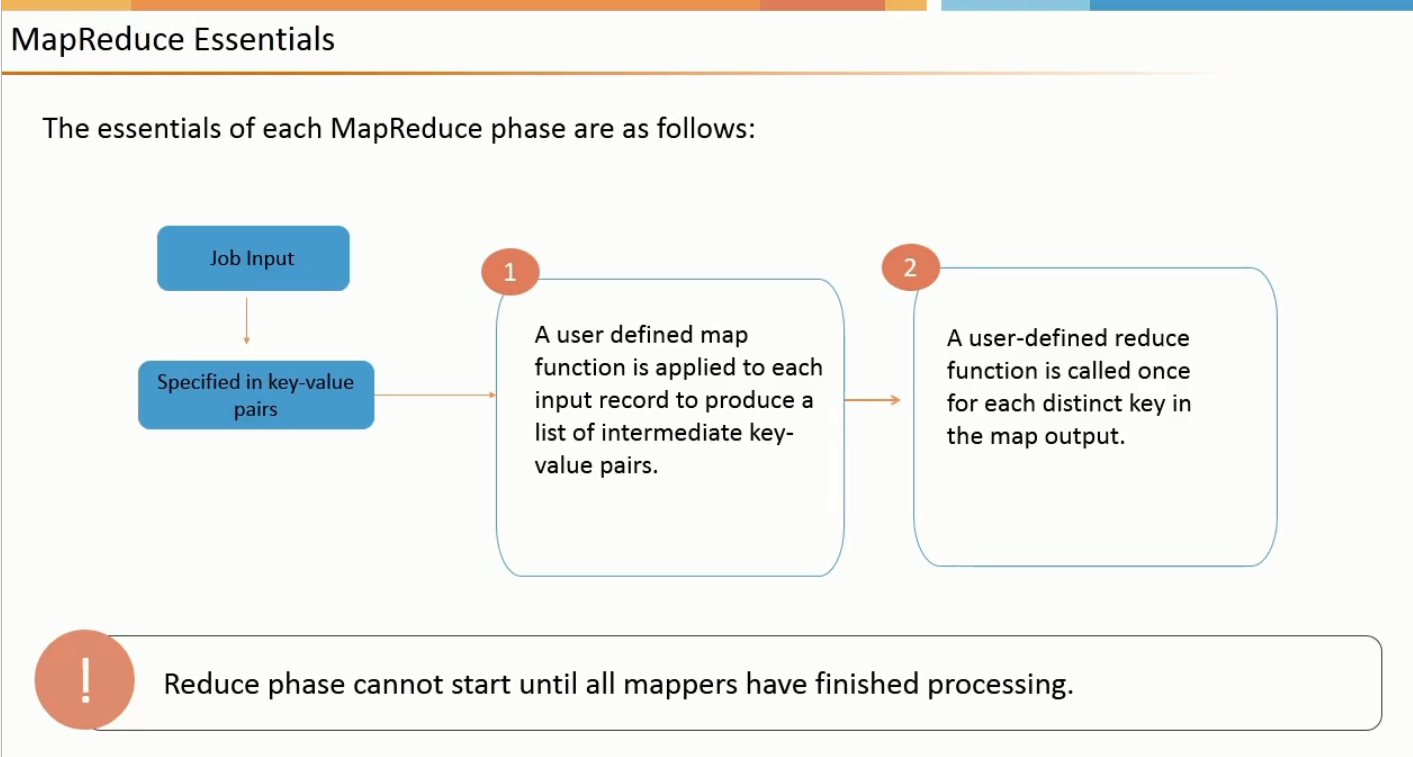 MapReduce Essentials
The essentials of each MapReduce phase are as follows:
Job Input
Specified in key-value
pairs
1
A user defined map
function is applied to each
input record to produce a
list of intermediate key-
value pairs.
2
A user-defined reduce
function is called once
for each distinct key in
the map output.
!
Reduce phase cannot start until all mappers have finished processing.